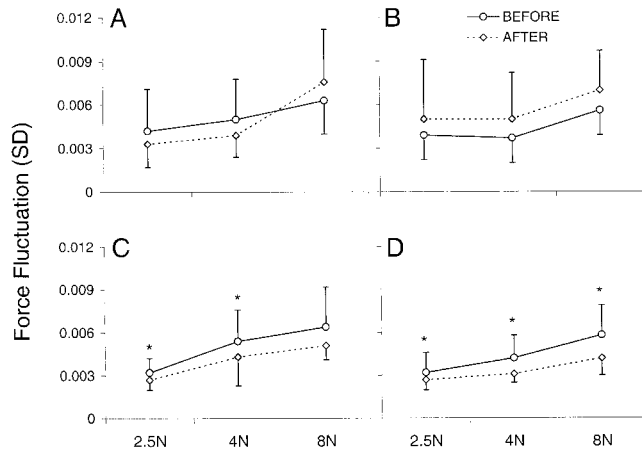 A
B
BEFORE
AFTER
0.012
0.009
0.006
0.003
0
Force Fluctuation (SD)
C
D
0.012
0.009
0.006
0.003
0
*
*
*
*
*
2.5N
4N
8N
2.5N
4N
8N